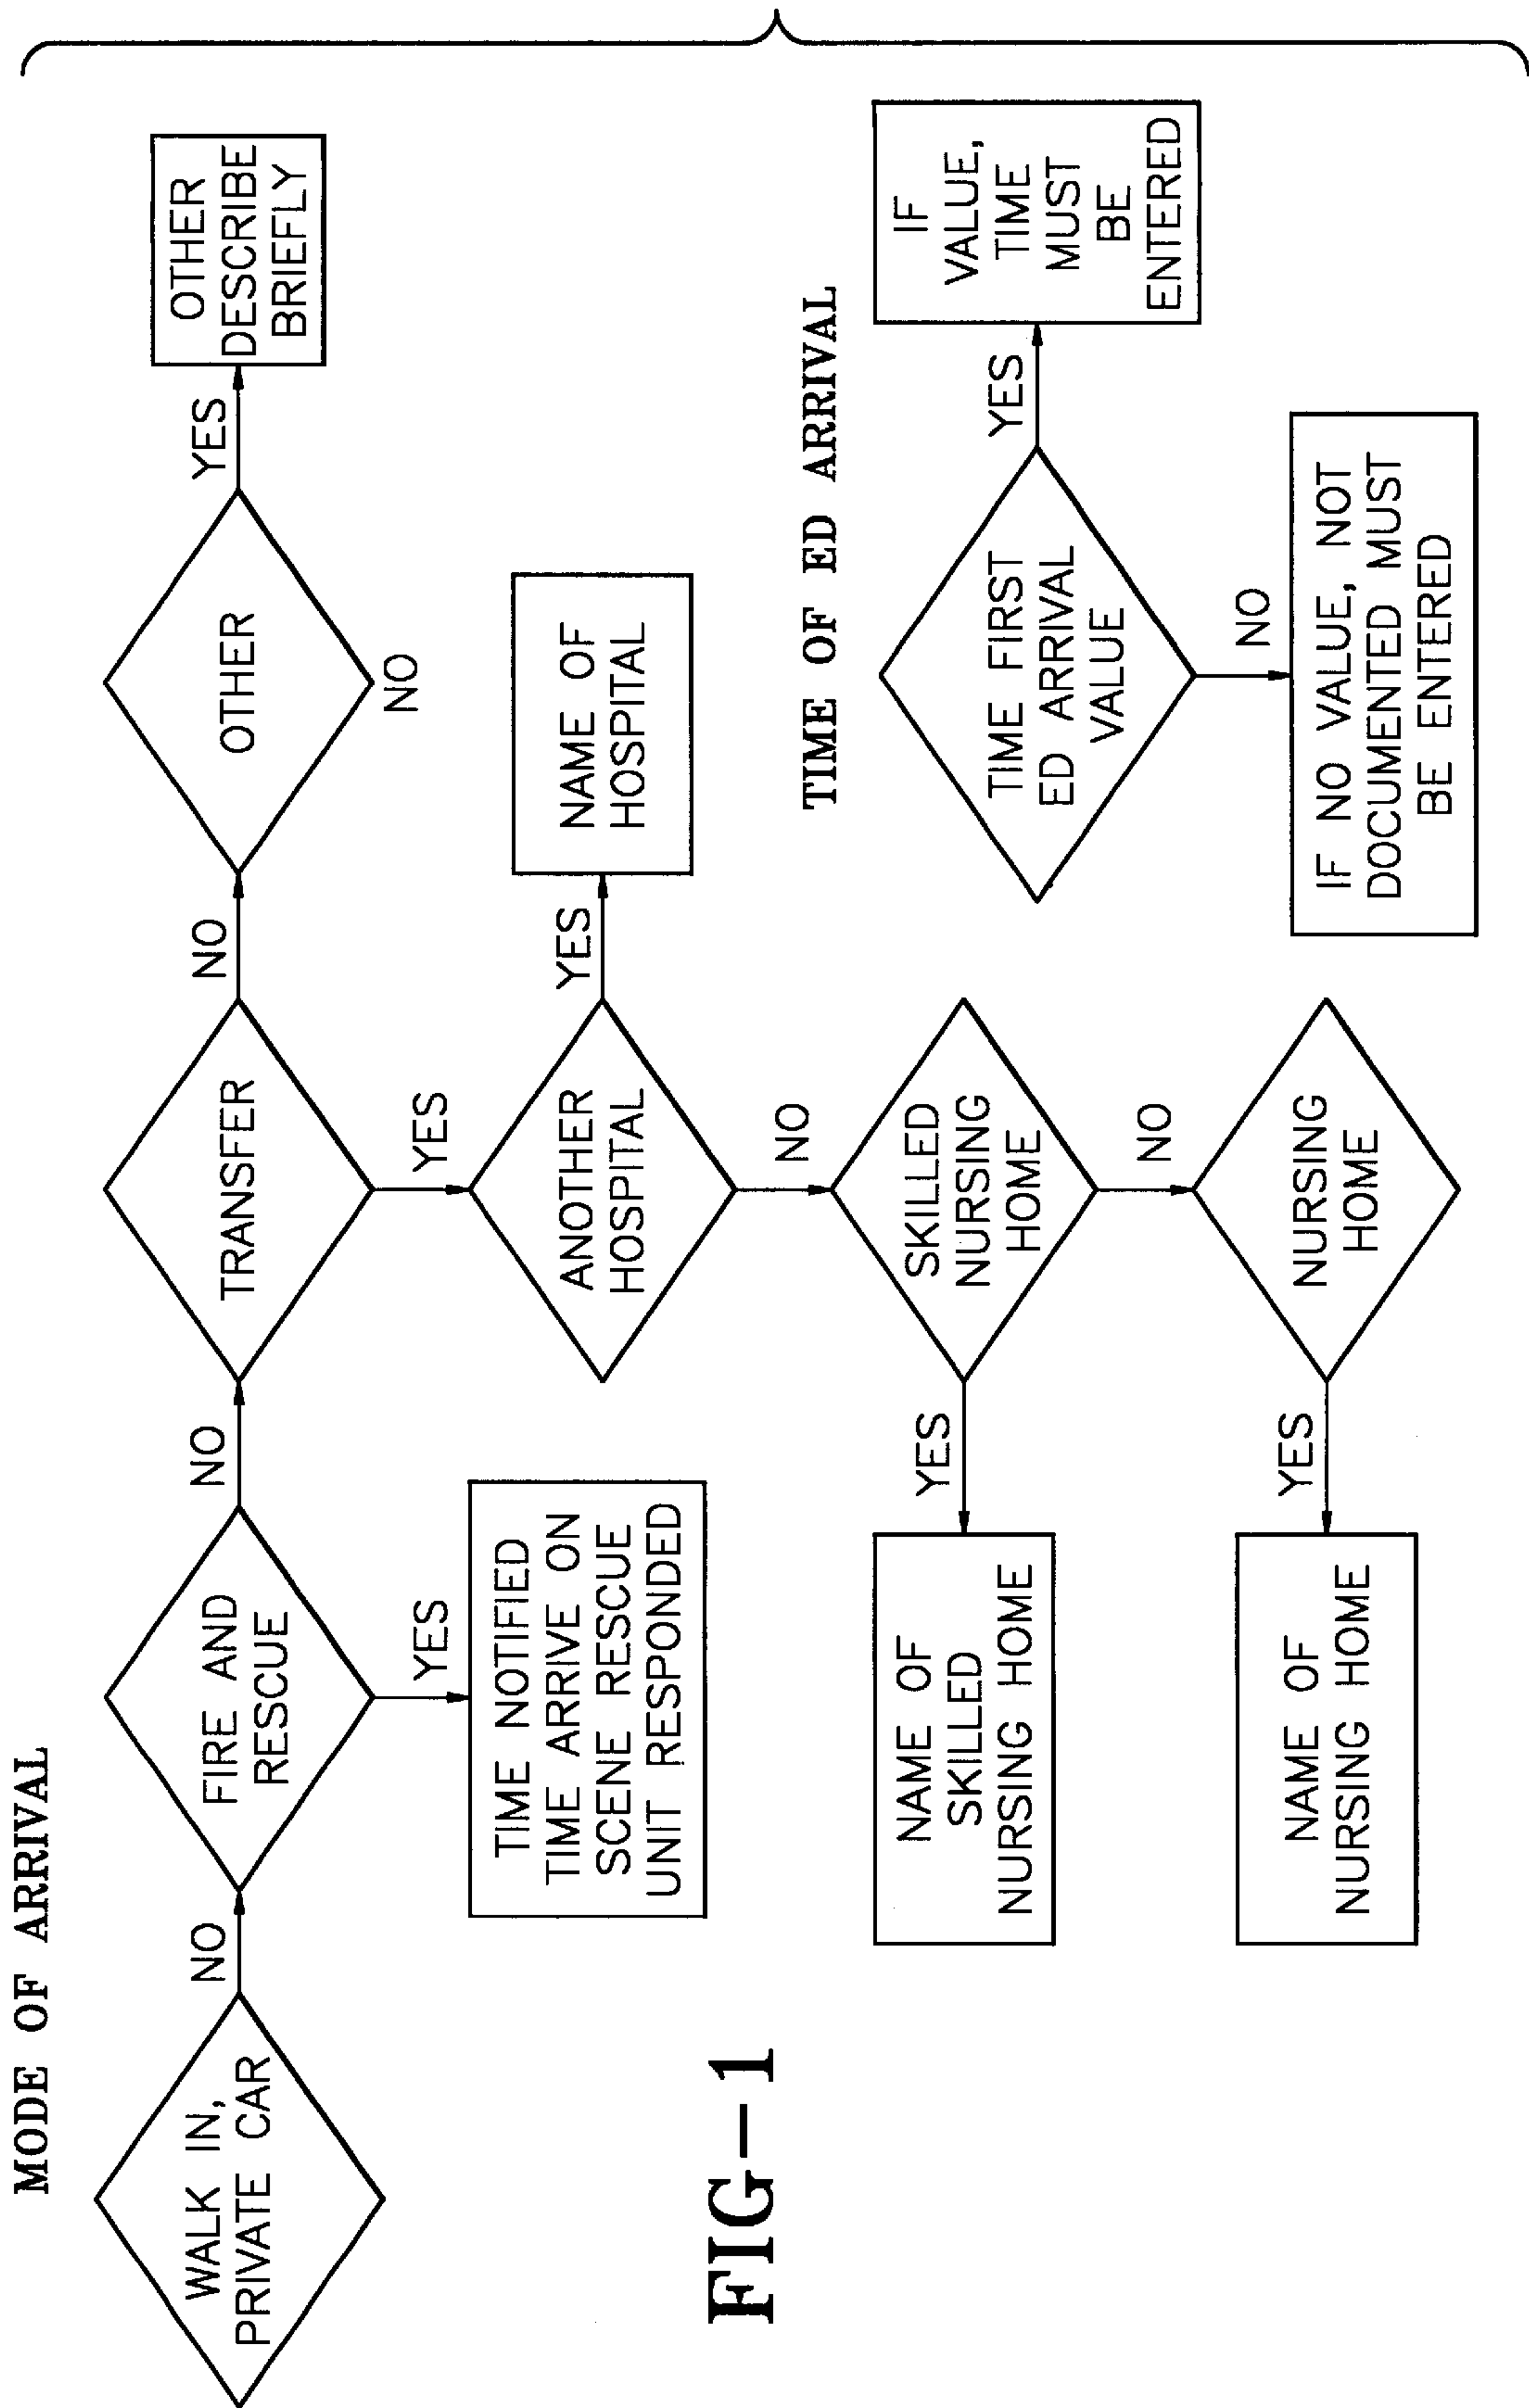 MODE OF ARRIVAL
WALK IN,
PRIVATE CAR
NO
FIRE AND
RESCUE
NO
TRANSFER
NO
OTHER
YES
OTHER
DESCRIBE
BRIEFLY
NO
YES
TIME NOTIFIED
TIME ARRIVE ON
SCENE RESCUE
UNIT RESPONDED
YES
ANOTHER
HOSPITAL
YES
NAME OF
HOSPITAL
NO
SKILLED
NURSING
HOME
YES
NAME OF
SKILLED
NURSING HOME
NO
NURSING
HOME
YES
NAME OF
NURSING HOME
TIME OF ED ARRIVAL
TIME FIRST
ED ARRIVAL
VALUE
YES
IF
VALUE,
TIME
MUST
BE
ENTERED
NO
IF NO VALUE, NOT
DOCUMENTED MUST
BE ENTERED
FIG-1